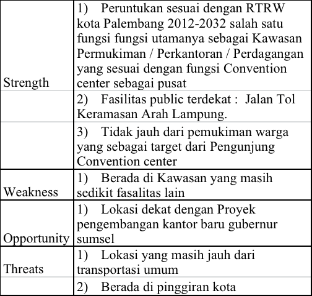 1) Peruntukan sesuai dengan RTRW
kota Palembang 2012-2032 salah satu
fungsi fungsi utamanya sebagai Kawasan
Permukiman / Perkantoran / Perdagangan
yang sesuai dengan fungsi Convention
Strength
center sebagai pusat
2) Fasilitas public terdekat : Jalan Tol
Keramasan Arah Lampung.
3) Tidak jauh dari pemukiman warga
yang sebagai target dari Pengunjung
Convention center
Weakness
1) Berada di Kawasan yang masih
sedikit fasalitas lain
Opportunity
1) Lokasi dekat dengan Proyek
pengembangan kantor baru gubernur
sumsel
Threats
1) Lokasi yang masih jauh dari
transportasi umum
2) Berada di pinggiran kota